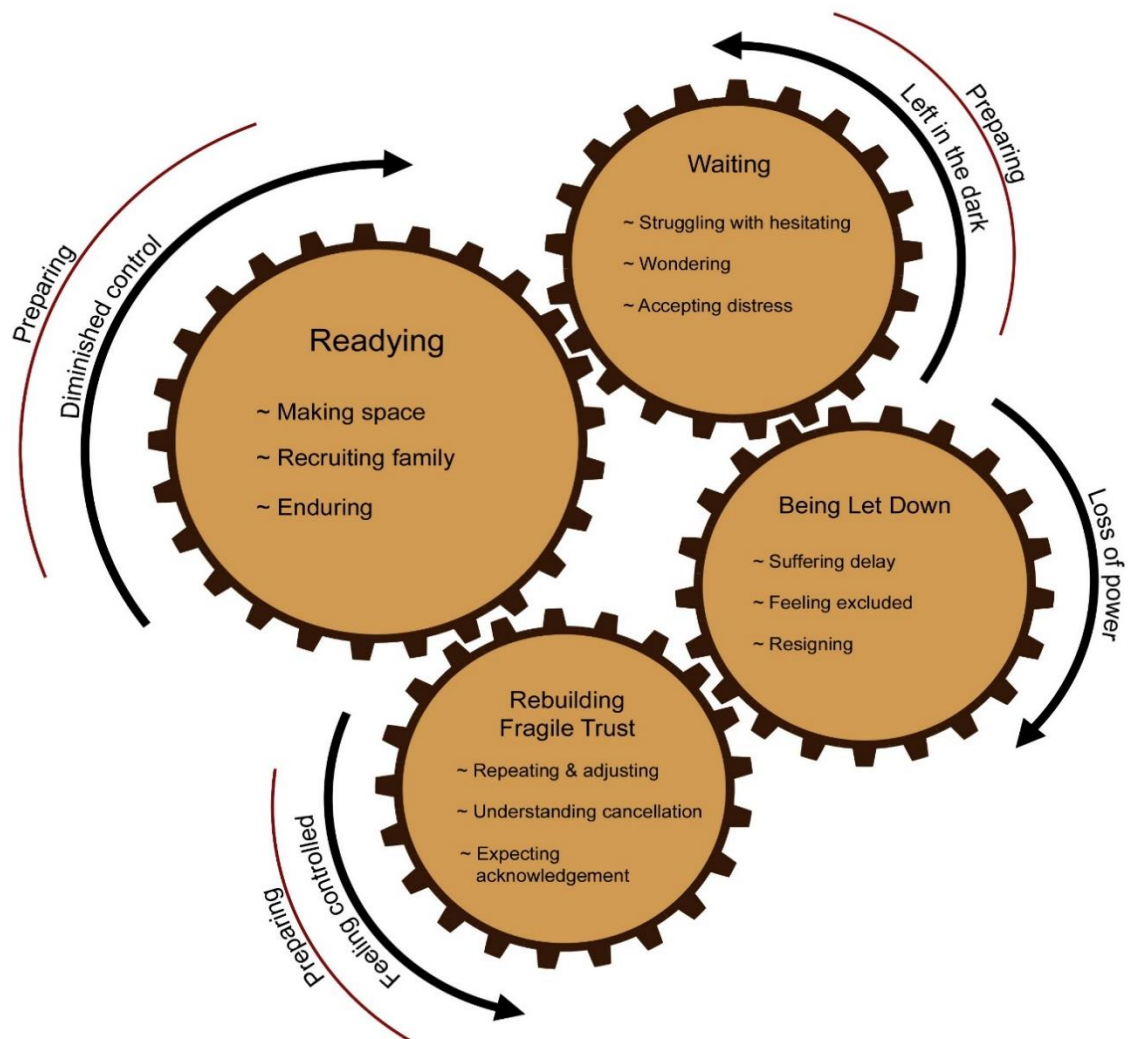 Preparing
Diminished control
Readying
~ Making space
~ Recruiting family
~ Enduring
Preparing
Left in the dark
Waiting
~ Struggling with hesitating
~ Wondering
~ Accepting distress
Loss of power
Being Let Down
~ Suffering delay
~ Feeling excluded
~ Resigning
Rebuilding
Fragile Trust
~ Repeating & adjusting
~ Understanding cancellation
~ Expecting
acknowledgement
Feeling controlled
Preparing